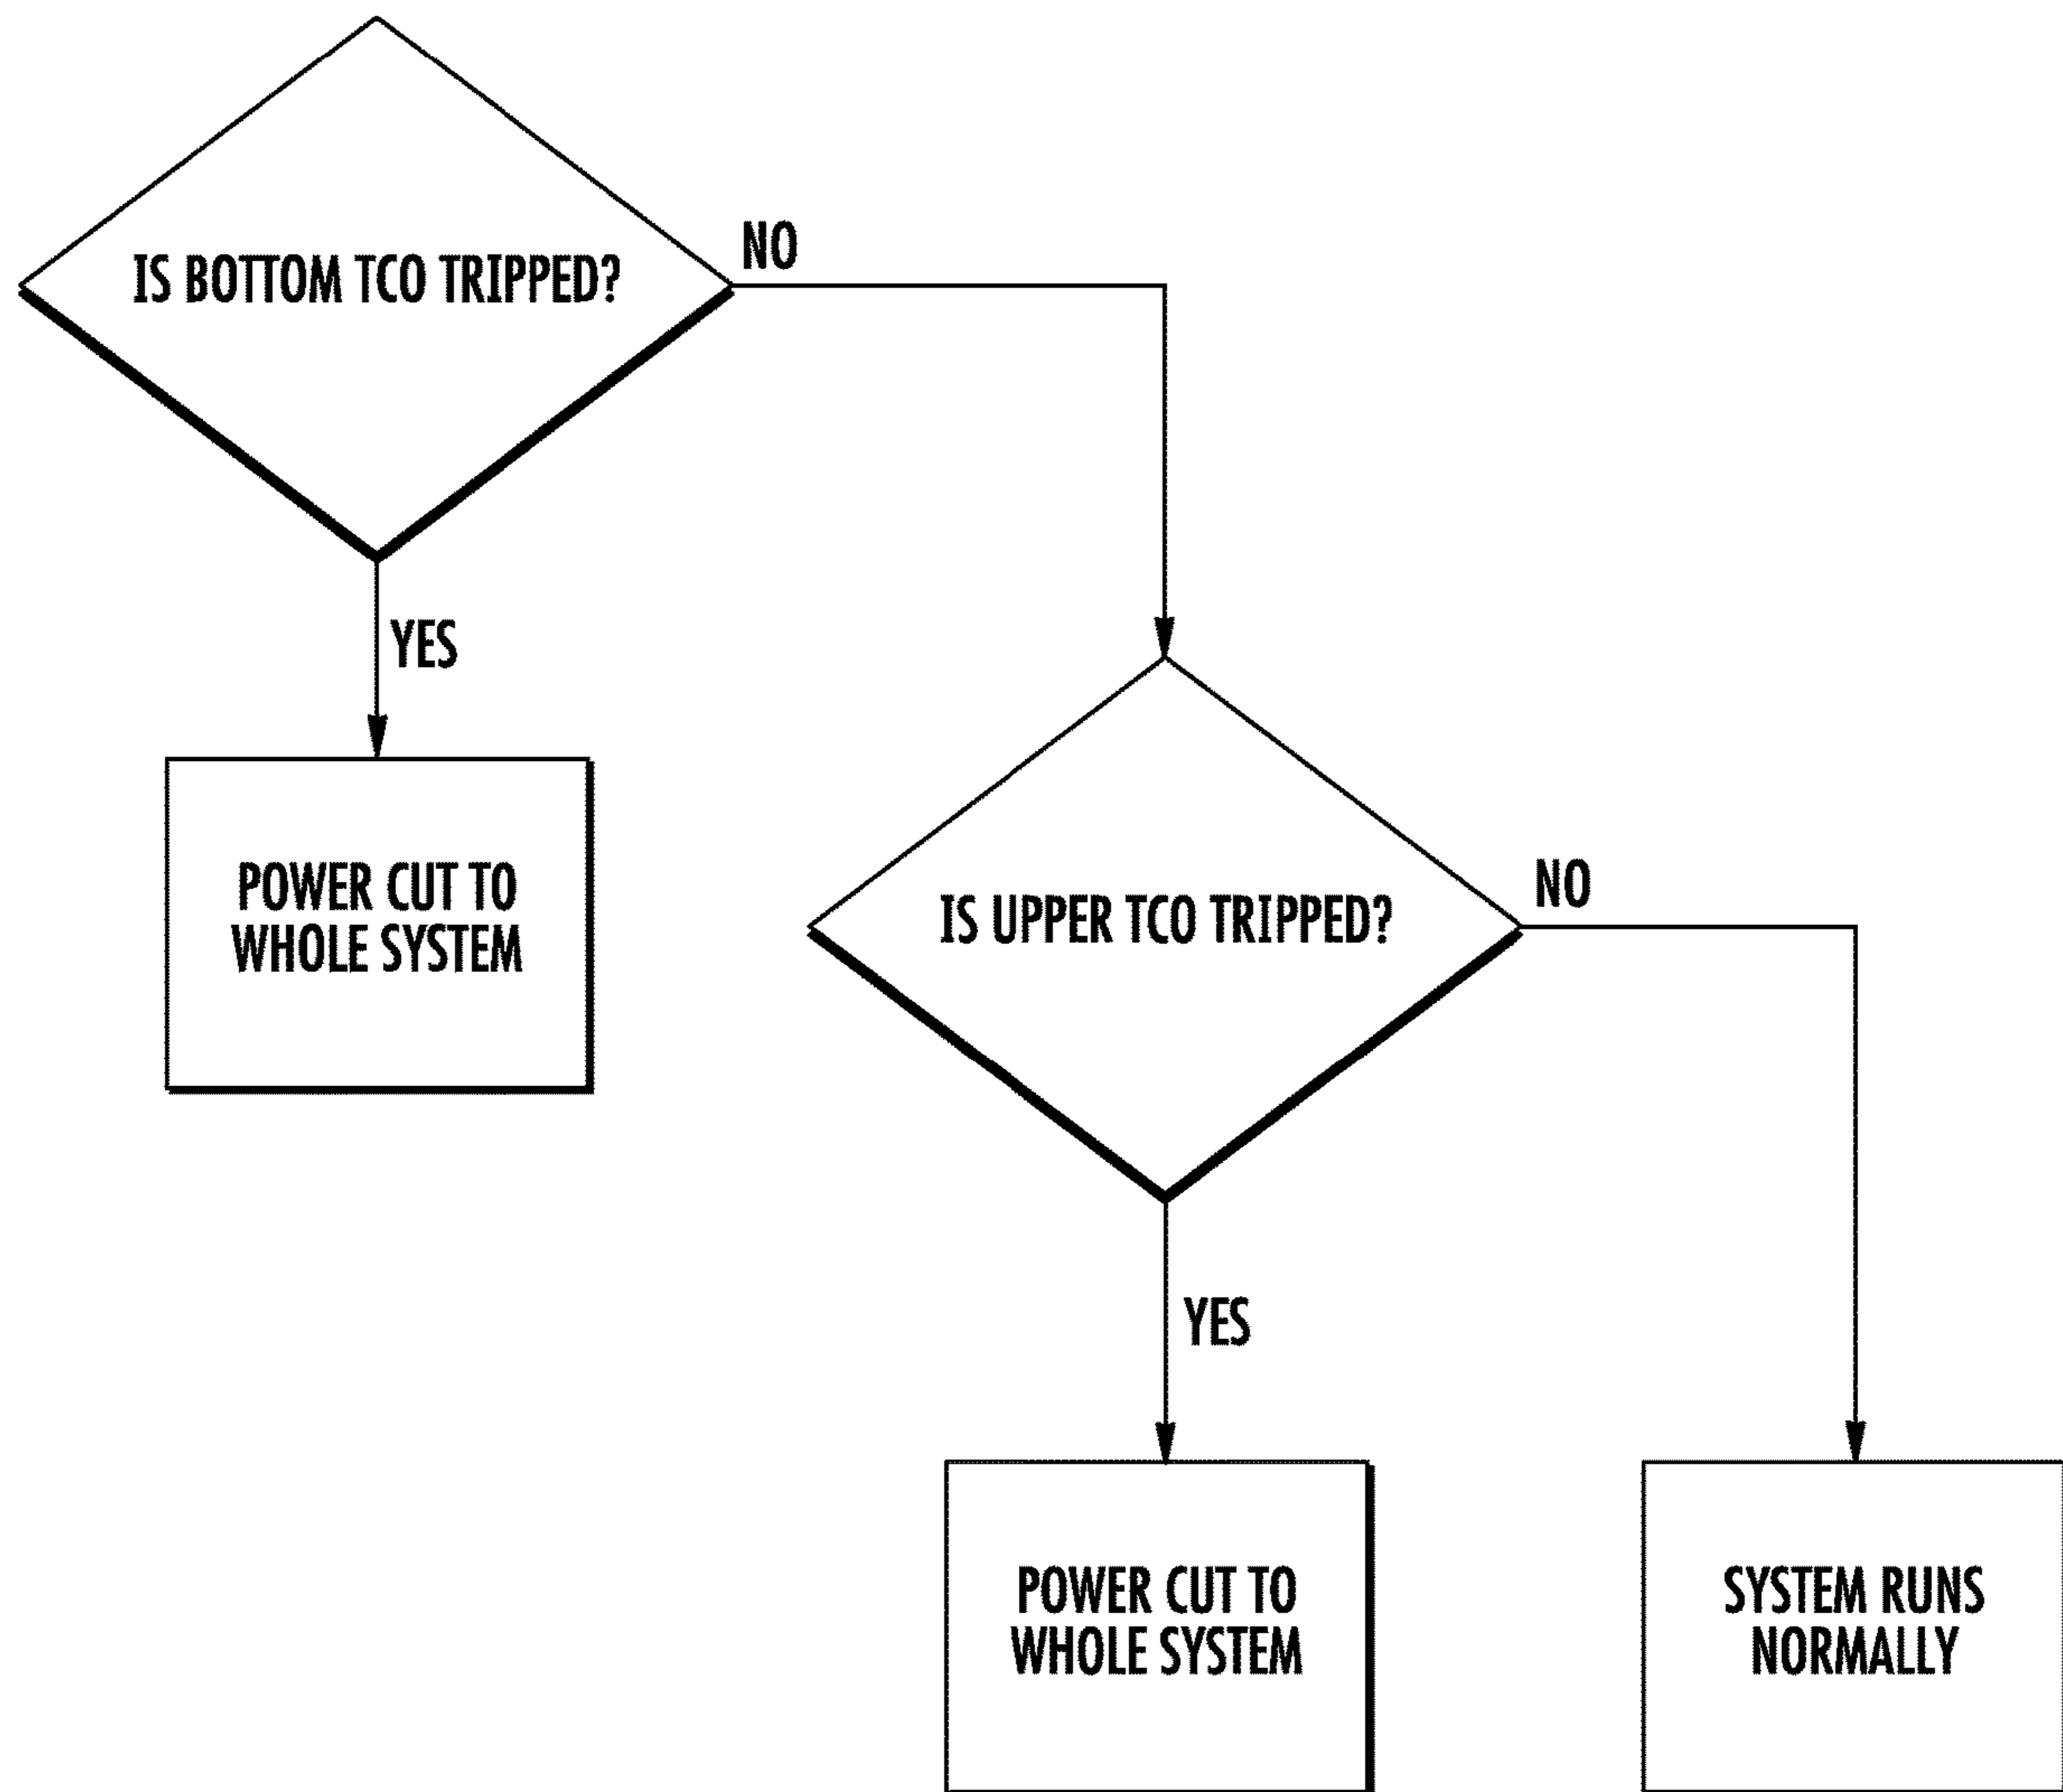 IS BOTTOM TCO TRIPPED?
NO
YES
POWER CUT TO
WHOLE SYSTEM
IS UPPER TCO TRIPPED?
NO
YES
POWER CUT TO
WHOLE SYSTEM
SYSTEM RUNS
NORMALLY